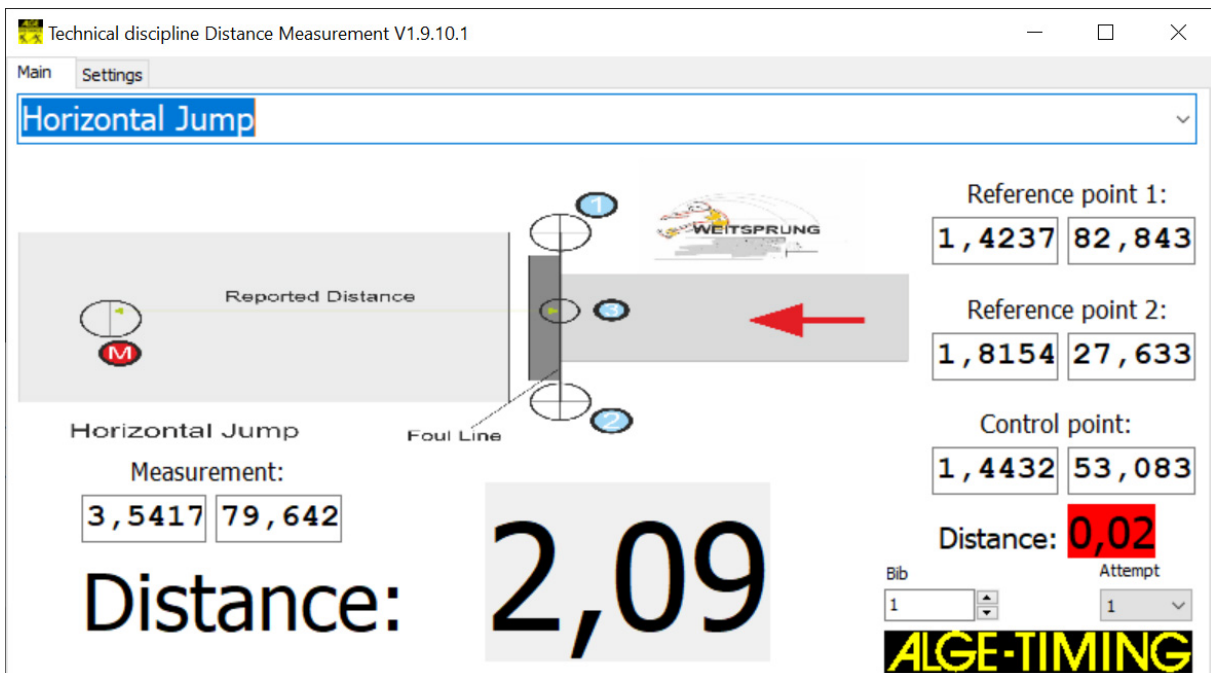 Technical discipline Distance Measurement V1.9.10.1
Main
Settings
Horizontal Jump
1
WEITSPRUNG
Reported Distance
3
M
2
Horizontal Jump
Foul Line
Reference point 1:
1,4237 82,843
Reference point 2:
1,8154 27,633
Control point:
1,4432 53,083
Distance: 0,02
Measurement:
3,5417 79,642
Distance: 2,09
Bib
1
Attempt
1
ALGE-TIMING